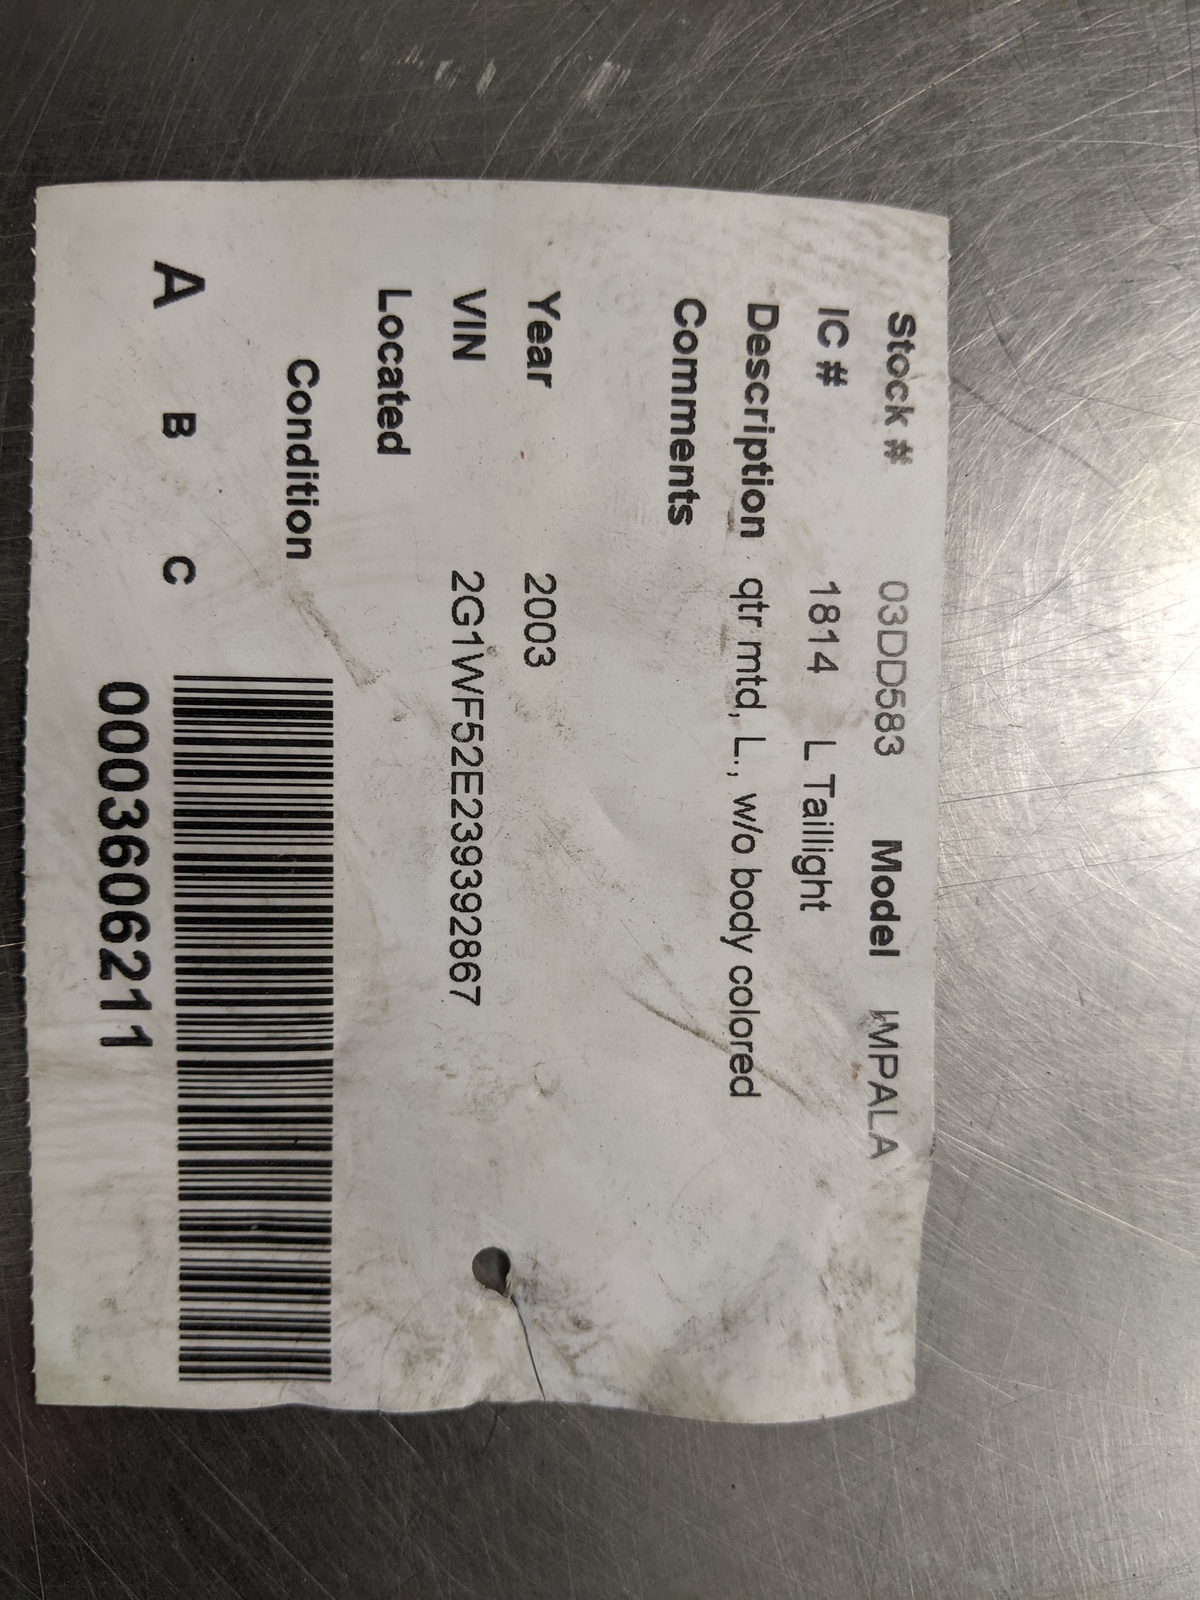 Stock # 03DD583 Model IMPALA
IC # 1814 L Taillight
Description qtr mtd, L., w/o body colored
Comments
Year 2003
VIN 2G1WF52E239392867
Located
Condition
A B C
0003606211